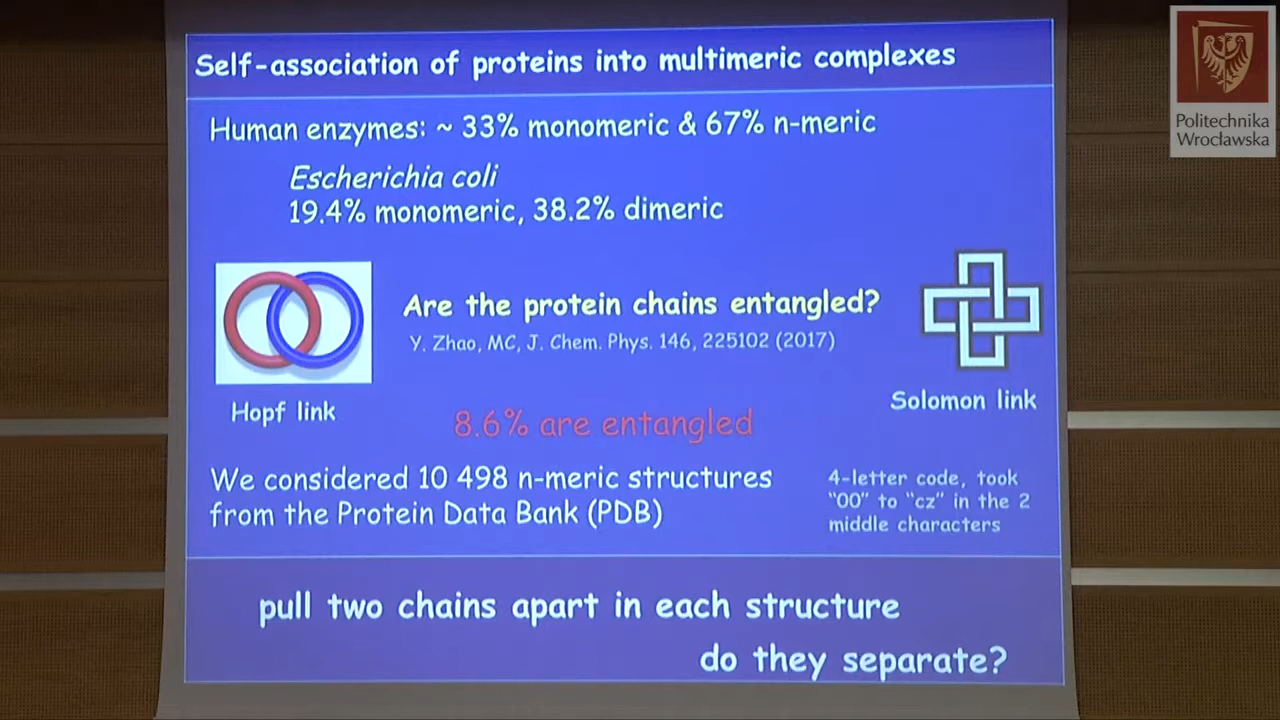 Self-association of proteins into multimeric complexes
Human enzymes: ~ 33% monomeric & 67% n-meric
Escherichia coli
19.4% monomeric, 38.2% dimeric
Are the protein chains entangled?
Y. Zhao, MC, J. Chem. Phys. 146, 225102 (2017)
Hopf link
Solomon link
8.6% are entangled
We considered 10 498 n-meric structures
from the Protein Data Bank (PDB)
4-letter code, took
"00" to "cz" in the 2
middle characters
pull two chains apart in each structure
do they separate?
Politechnika
Wrocławska